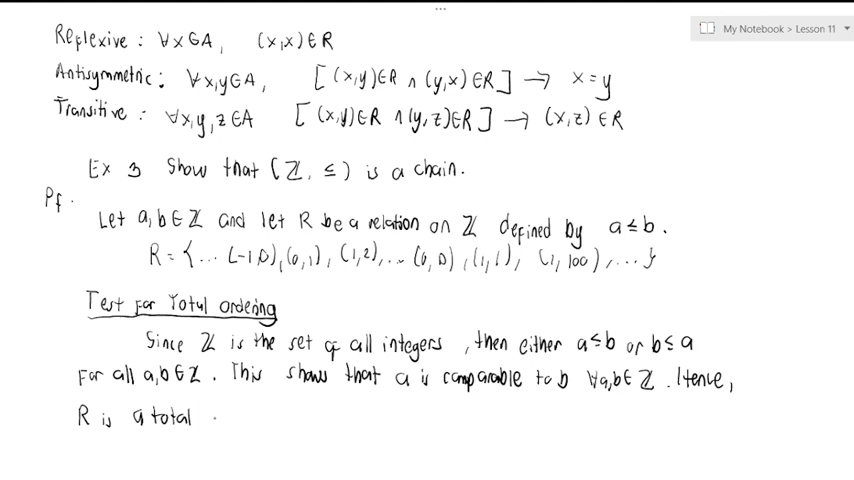 My Notebook > Lesson 11
Reflexive : ∀x∈A, (x,x)∈R
Antisymmetric: ∀x,y∈A, [(x,y)∈R ∧ (y,x)∈R] → x=y
Transitive : ∀x,y,z∈A [(x,y)∈R ∧(y,z)∈R] → (x,z)∈R
Ex 3 Show that (ℤ, ≤) is a chain.
Pf.
Let a,b∈ℤ and let R be a relation on ℤ defined by a≤b.
R = {... (-1,0),(0,1), (1,2),...(0,0),(1,1), (1,100),...}
Test for Total ordering
Since ℤ is the set of all integers, then either a≤b or b≤a
For all a,b∈ℤ. This shows that a is comparable to b ∀a,b∈ℤ. Hence,
R is a total